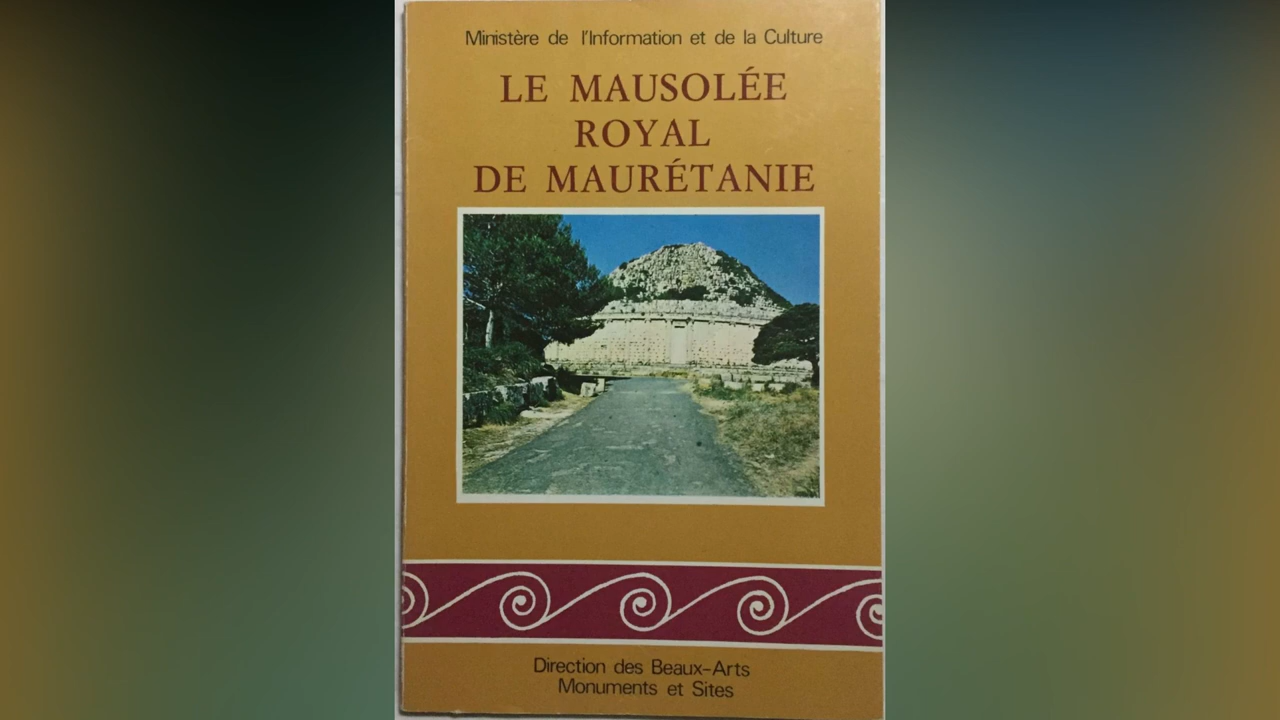 Ministère de l'Information et de la Culture
LE MAUSOLÉE
ROYAL
DE MAURÉTANIE
Direction des Beaux-Arts
Monuments et Sites